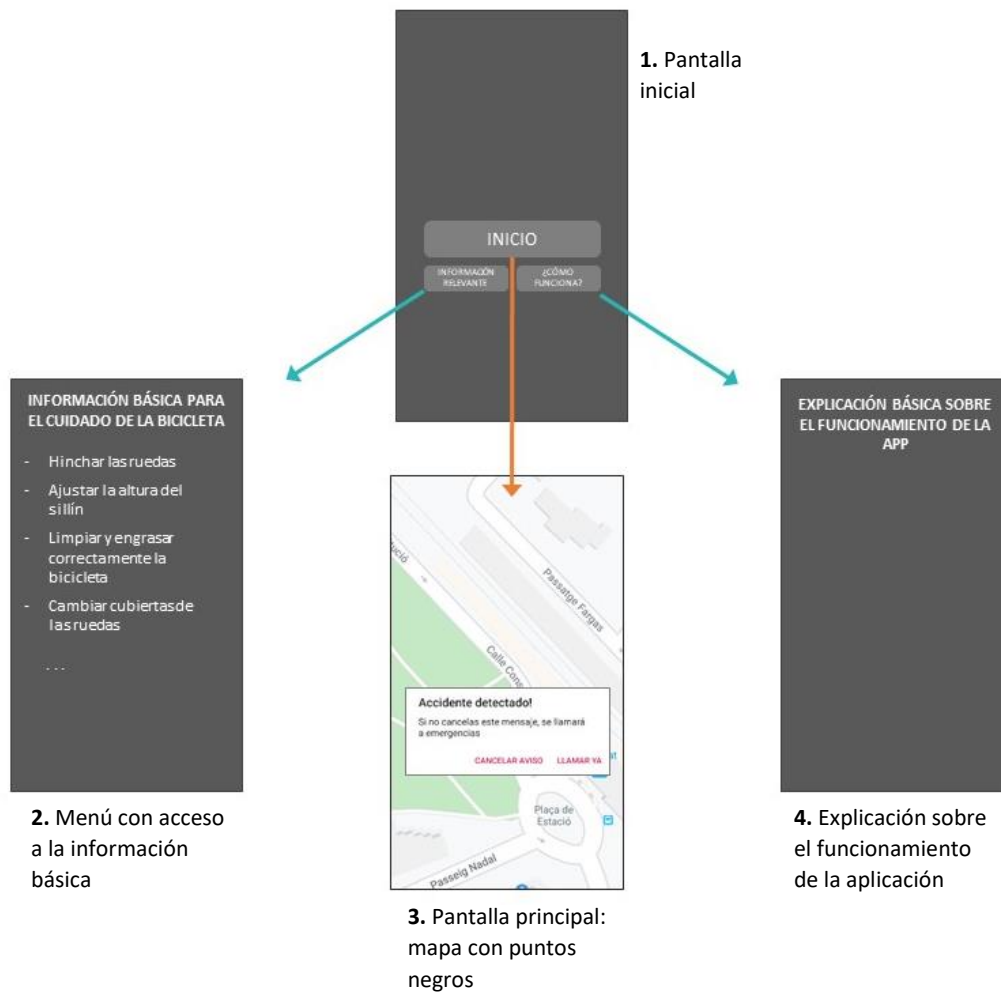 1. Pantalla
inicial
INICIO
INFORMACIÓN
RELEVANTE
¿CÓMO
FUNCIONA?
INFORMACIÓN BÁSICA PARA
EL CUIDADO DE LA BICICLETA
- Hinchar las ruedas
- Ajustar la altura del
sillín
- Limpiar y engrasar
correctamente la
bicicleta
- Cambiar cubiertas de
las ruedas
...
2. Menú con acceso
a la información
básica
Passatge Fargas
Calle Cons
Accidente detectado!
Si no cancelas este mensaje, se llamará
a emergencias
CANCELAR AVISO LLAMAR YA
Plaça de
Estació
Passeig Nadal
3. Pantalla principal:
mapa con puntos
negros
EXPLICACIÓN BÁSICA SOBRE
EL FUNCIONAMIENTO DE LA
APP
4. Explicación sobre
el funcionamiento
de la aplicación